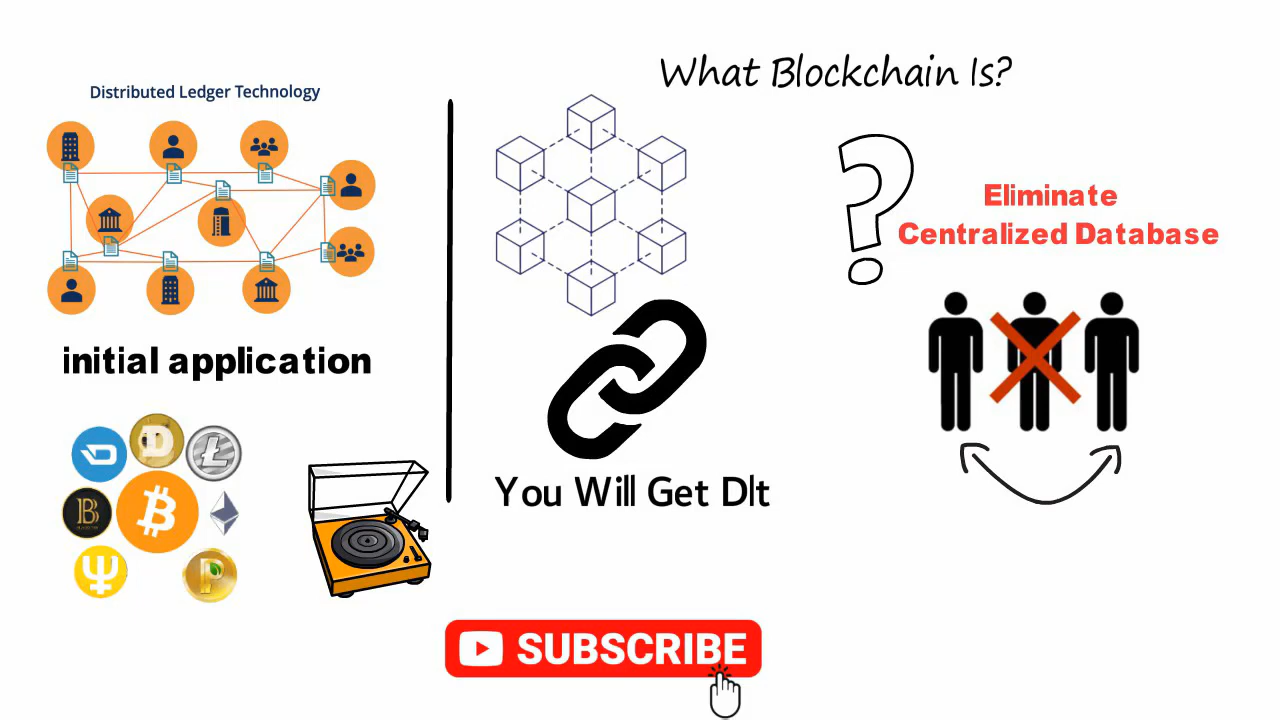 Distributed Ledger Technology
initial application
What Blockchain Is?
You Will Get Dlt
Eliminate
Centralized Database
SUBSCRIBE